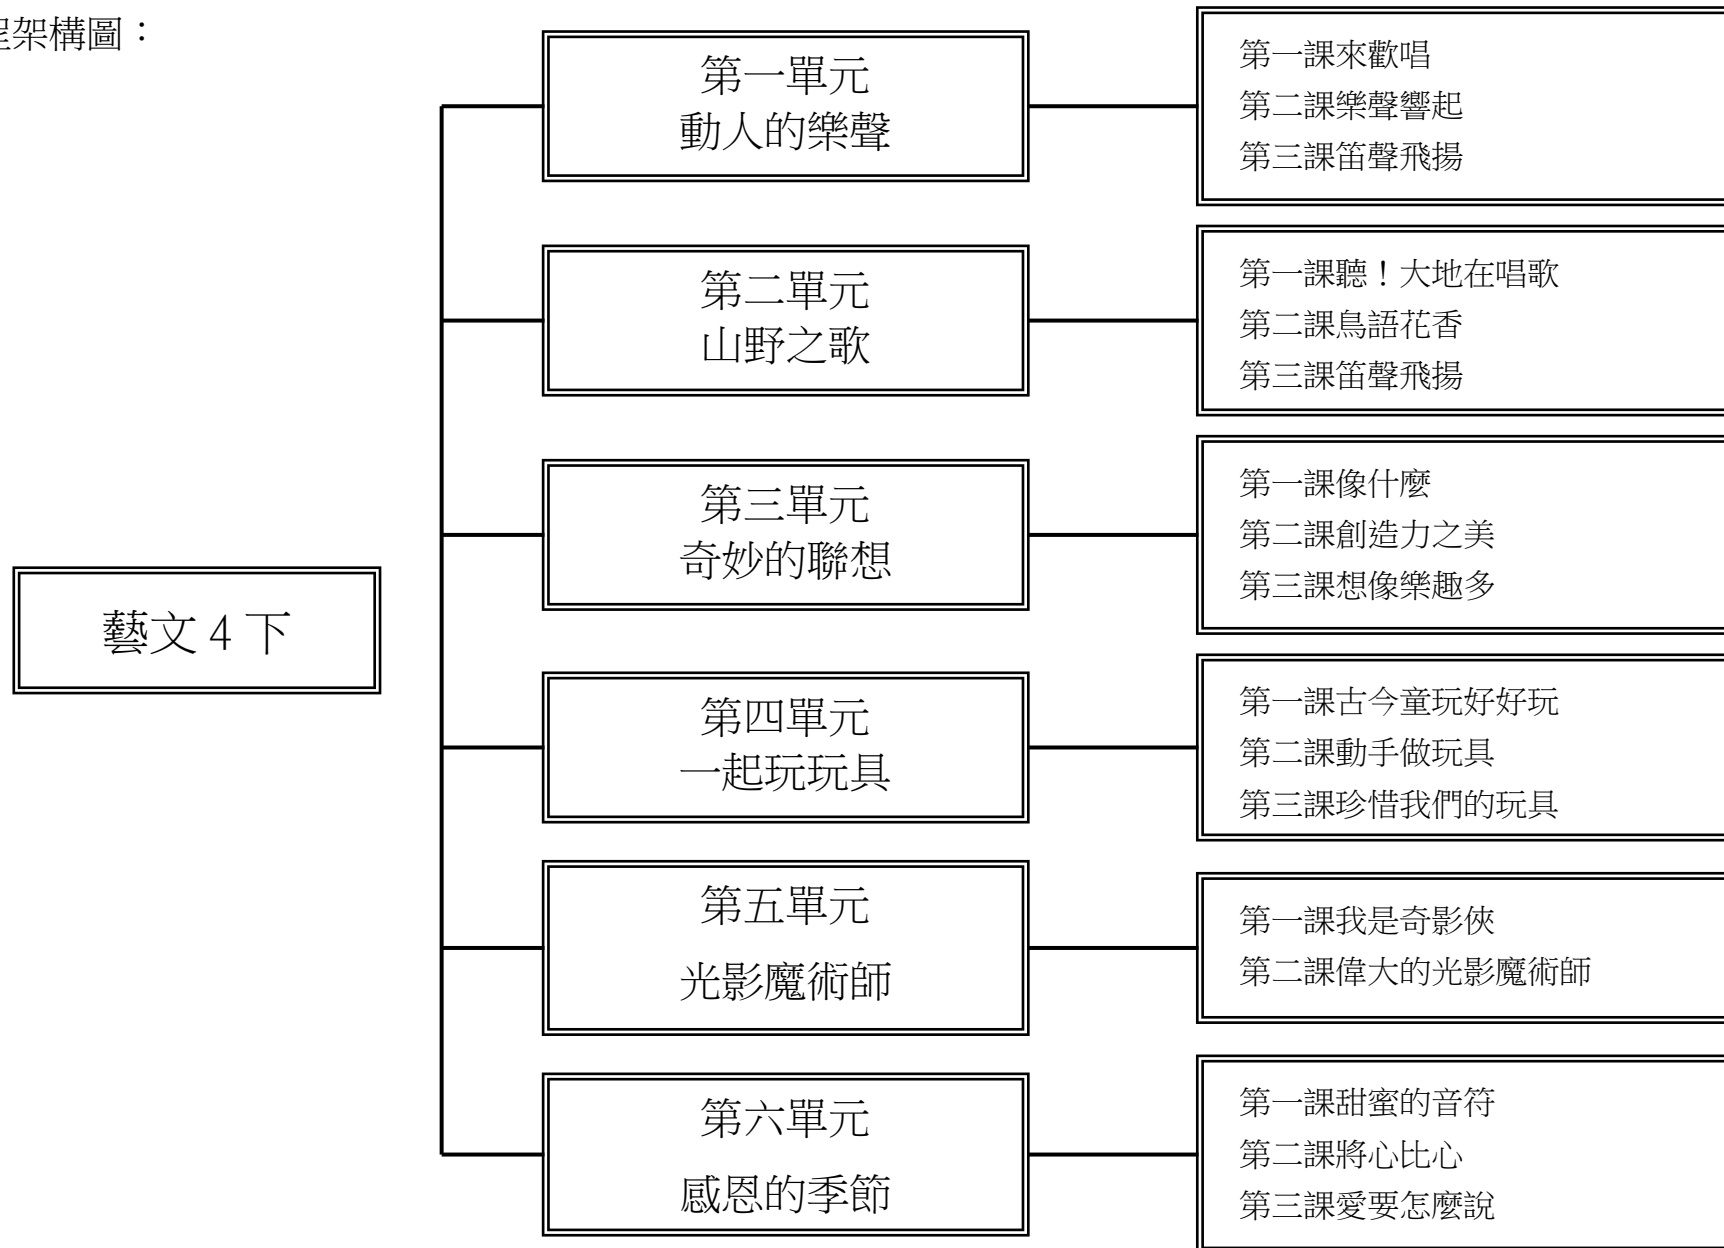 程架構圖：
第一單元
動人的樂聲
第一課來歡唱
第二課樂聲響起
第三課笛聲飛揚
第二單元
山野之歌
第一課聽！大地在唱歌
第二課鳥語花香
第三課笛聲飛揚
第三單元
奇妙的聯想
第一課像什麼
第二課創造力之美
第三課想像樂趣多
藝文4下
第四單元
一起玩玩具
第一課古今童玩好好玩
第二課動手做玩具
第三課珍惜我們的玩具
第五單元
光影魔術師
第一課我是奇影俠
第二課偉大的光影魔術師
第六單元
感恩的季節
第一課甜蜜的音符
第二課將心比心
第三課愛要怎麼說